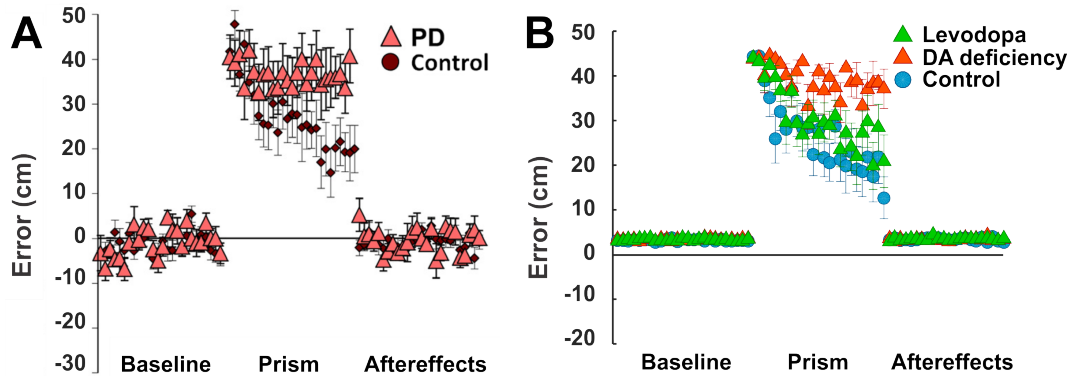 A
Error (cm)
50
40
30
20
10
0
-10
-20
-30
PD
Control
Baseline
Prism
Aftereffects
B
Error (cm)
50
40
30
20
10
0
-10
-20
Levodopa
DA deficiency
Control
Baseline
Prism
Aftereffects